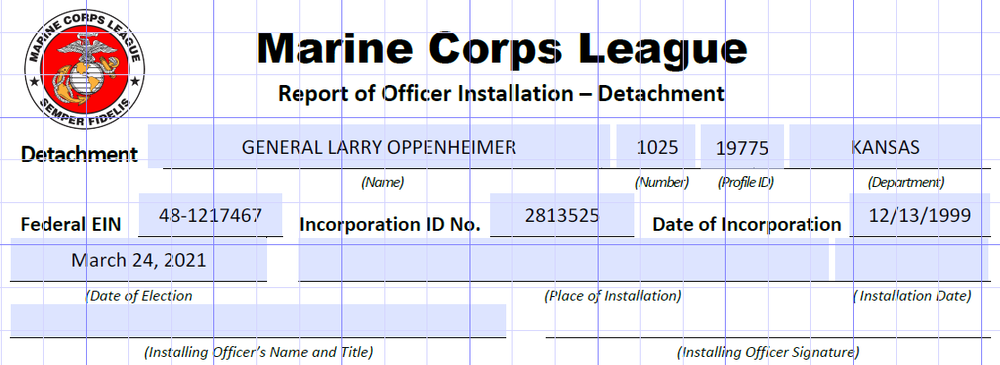 MARINE CORPS LEAGUE
SEMPER FIDELIS
Marine Corps League
Report of Officer Installation – Detachment
Detachment GENERAL LARRY OPPENHEIMER 1025 19775 KANSAS
(Name) (Number) (Profile ID) (Department)
Federal EIN 48-1217467 Incorporation ID No. 2813525 Date of Incorporation 12/13/1999
March 24, 2021
(Date of Election (Place of Installation) (Installation Date)
(Installing Officer's Name and Title) (Installing Officer Signature)